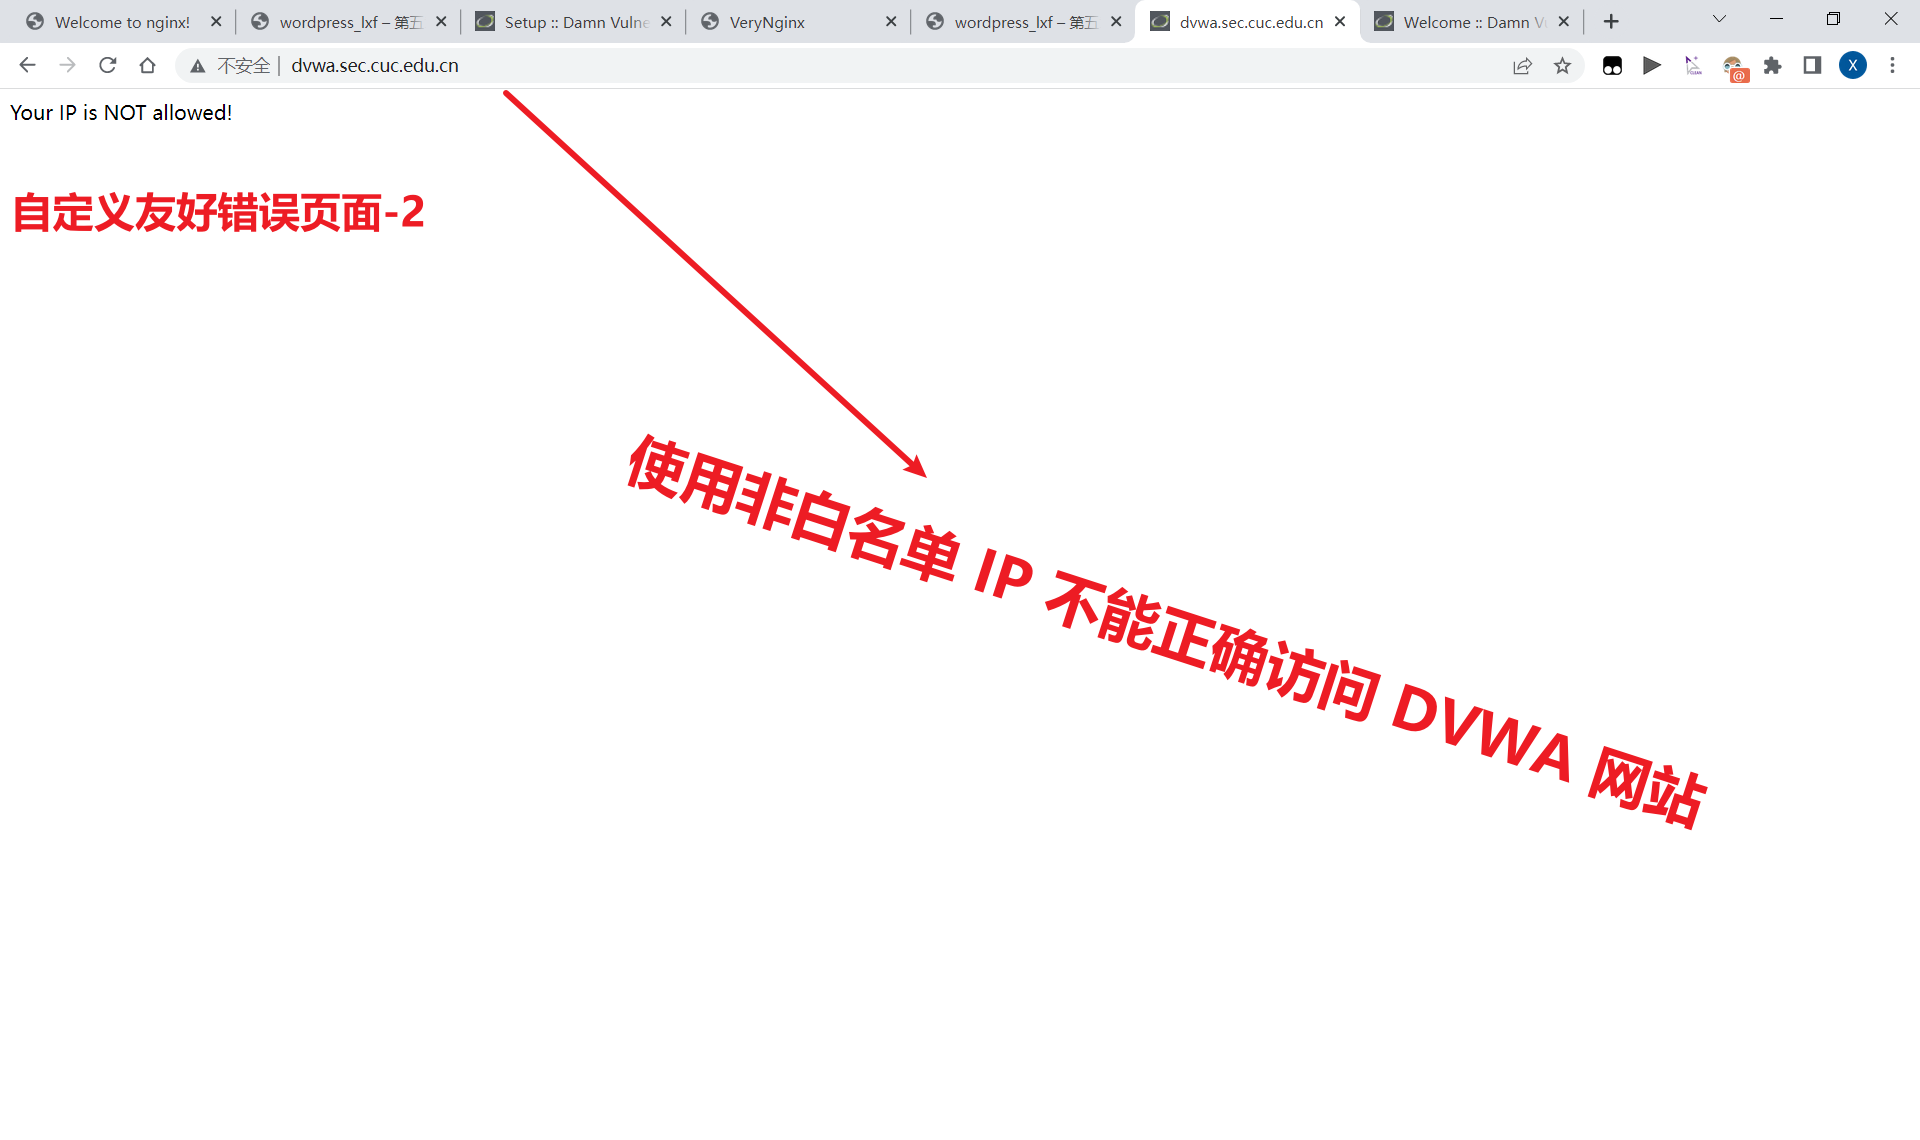 Welcome to nginx!
wordpress_lxf – 第五
Setup :: Damn Vulne
VeryNginx
wordpress_lxf – 第五
dvwa.sec.cuc.edu.cn
Welcome :: Damn Vu
不安全 | dvwa.sec.cuc.edu.cn
CLEAN
@
X
Your IP is NOT allowed!
自定义友好错误页面-2
使用非白名单 IP 不能正确访问 DVWA 网站